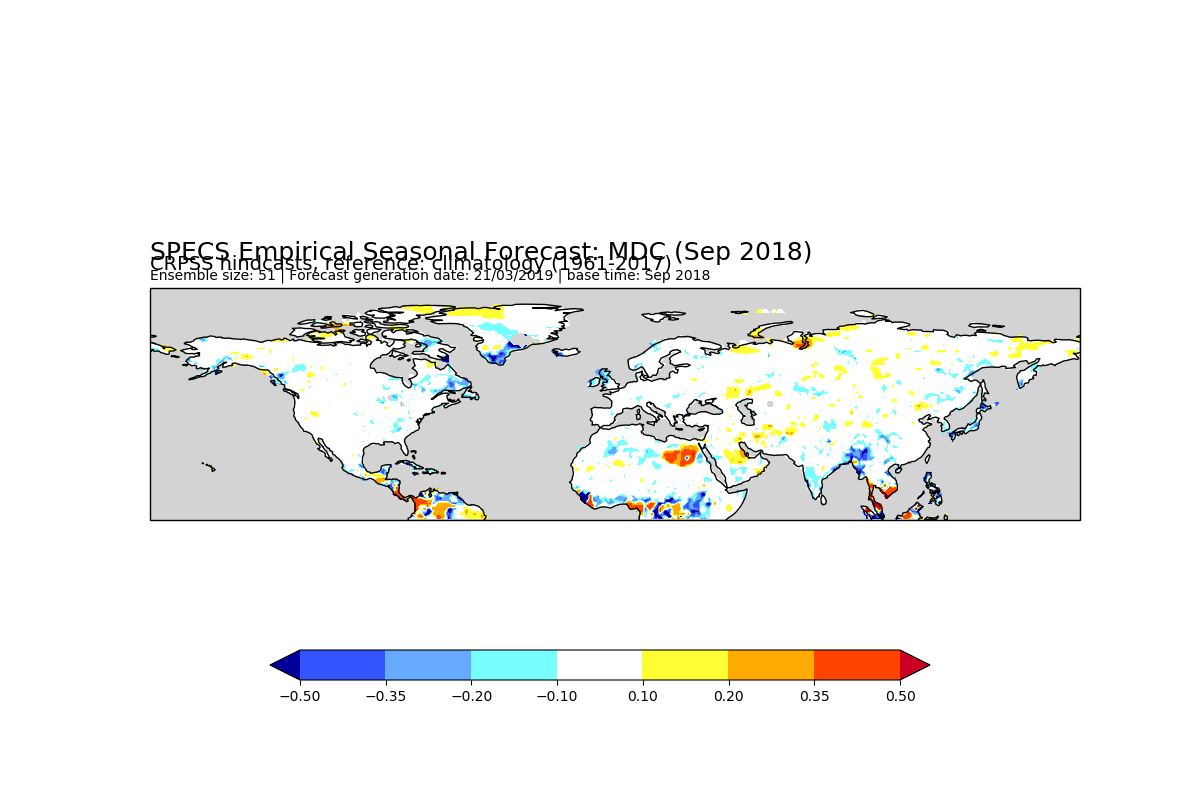 SPECS Empirical Seasonal Forecast: MDC (Sep 2018)
CRPSS hindcasts, reference: climatology (1961-2017)
Ensemble size: 51 | Forecast generation date: 21/03/2019 | base time: Sep 2018
−0.50 −0.35 −0.20 −0.10 0.10 0.20 0.35 0.50